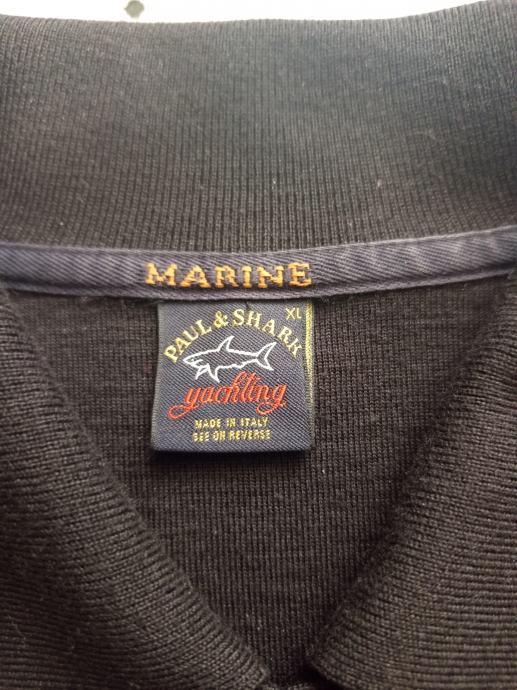 MARINE
XL
PAUL & SHARK
yachting
MADE IN ITALY
SEE ON REVERSE